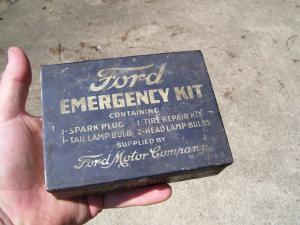 Ford
EMERGENCY KIT
CONTAINING
1-SPARK PLUG 1-TIRE REPAIR KIT
1-TAIL LAMP BULB 2-HEAD LAMP BULBS
SUPPLIED BY
Ford Motor Company